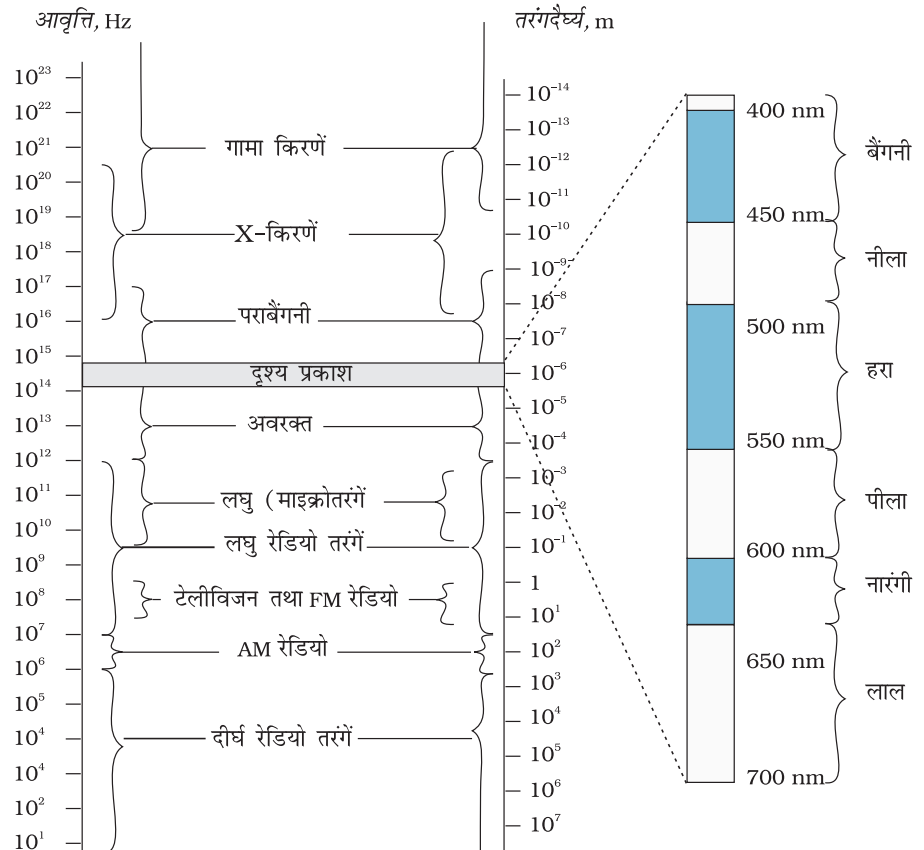 आवृत्ति, Hz
तरंगदैर्घ्य, m
10²³
10²²
10²¹
10²⁰
10¹⁹
10¹⁸
10¹⁷
10¹⁶
10¹⁵
10¹⁴
10¹³
10¹²
10¹¹
10¹⁰
10⁹
10⁸
10⁷
10⁶
10⁵
10⁴
10⁴
10²
10¹
गामा किरणें
X-किरणें
पराबैंगनी
दृश्य प्रकाश
अवरक्त
लघु (माइक्रोतरंगें
लघु रेडियो तरंगें
टेलीविजन तथा FM रेडियो
AM रेडियो
दीर्घ रेडियो तरंगें
10⁻¹⁴
10⁻¹³
10⁻¹²
10⁻¹¹
10⁻¹⁰
10⁻⁹
10⁻⁸
10⁻⁷
10⁻⁶
10⁻⁵
10⁻⁴
10⁻³
10⁻²
10⁻¹
1
10¹
10²
10³
10⁴
10⁵
10⁶
10⁷
400 nm
450 nm
500 nm
550 nm
600 nm
650 nm
700 nm
बैंगनी
नीला
हरा
पीला
नारंगी
लाल